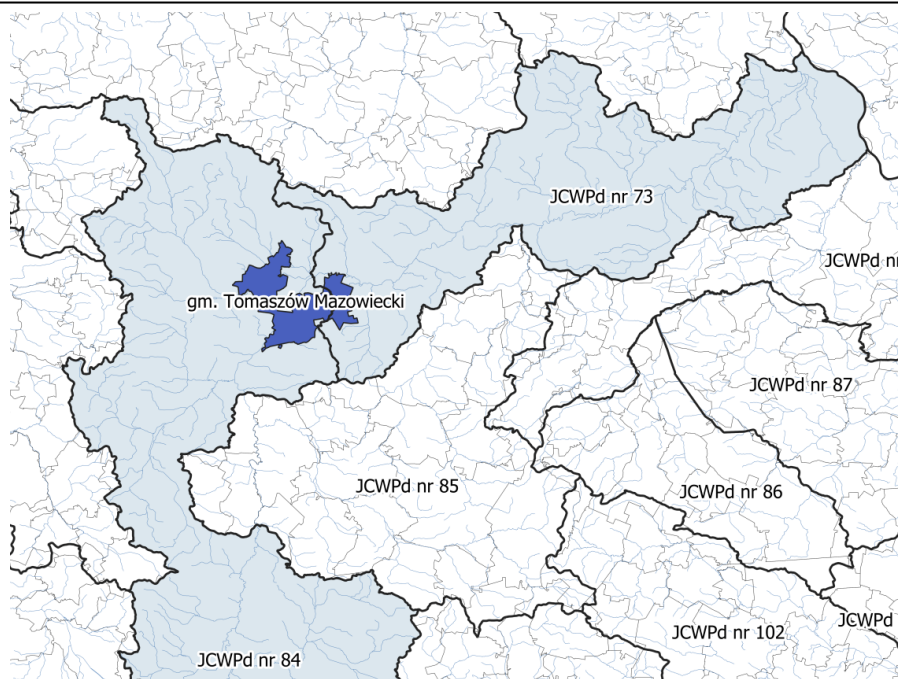 JCWPd nr 73
JCWPd nr
gm. Tomaszów Mazowiecki
JCWPd nr 87
JCWPd nr 85
JCWPd nr 86
JCWPd nr 102
JCWPd
JCWPd nr 84